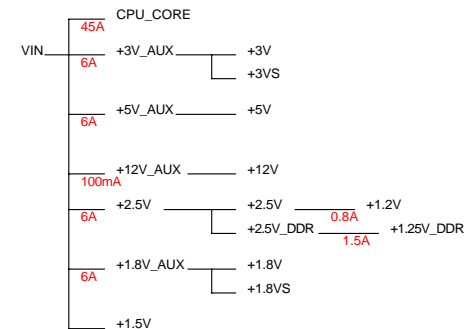 CPU_CORE
45A
VIN +3V_AUX +3V
6A
+3VS
+5V_AUX +5V
6A
+12V_AUX +12V
100mA
+2.5V +2.5V +1.2V
6A 0.8A
+2.5V_DDR +1.25V_DDR
1.5A
+1.8V_AUX +1.8V
6A
+1.8VS
+1.5V